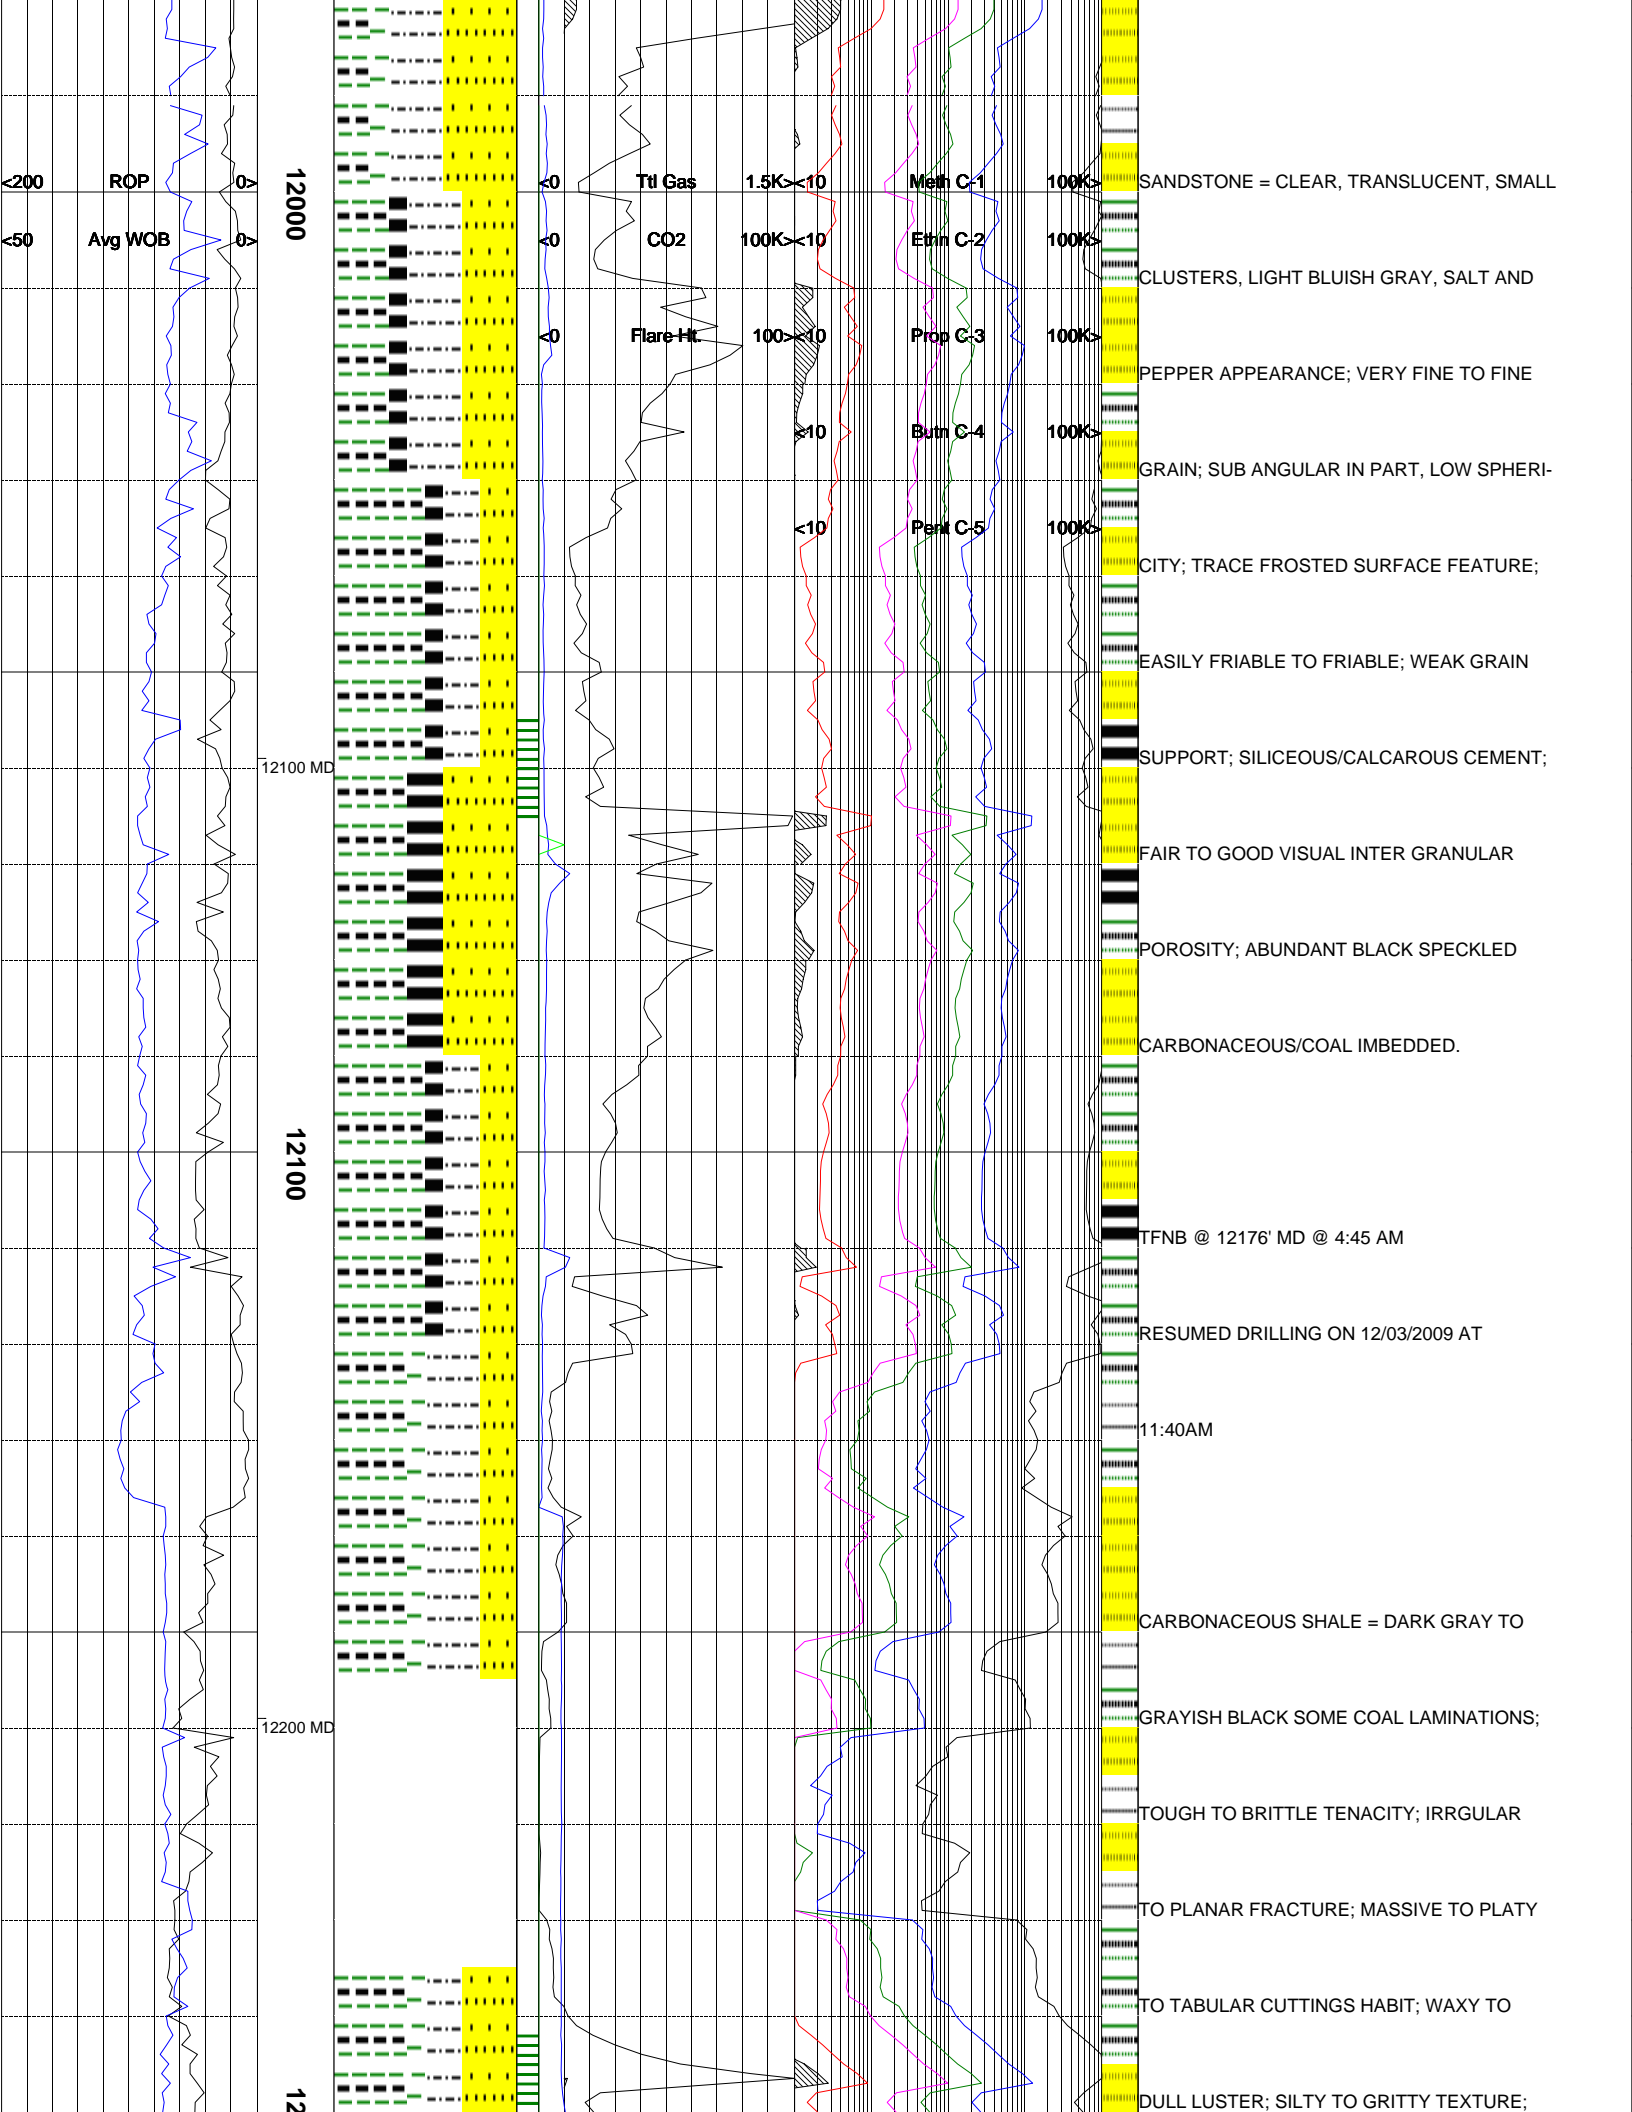 <200 ROP 0>
12000
<0 Ttl Gas 1.5K>
<10 Meth C-1 100K>
SANDSTONE = CLEAR, TRANSLUCENT, SMALL
<50 Avg WOB 0>
<0 CO2 100K>
<10 Ethn C-2 100K>
CLUSTERS, LIGHT BLUISH GRAY, SALT AND
<0 Flare Ht. 100>
<10 Prop C-3 100K>
PEPPER APPEARANCE; VERY FINE TO FINE
<10 Butn C-4 100K>
GRAIN; SUB ANGULAR IN PART, LOW SPHERI-
<10 Pent C-5 100K>
CITY; TRACE FROSTED SURFACE FEATURE;
EASILY FRIABLE TO FRIABLE; WEAK GRAIN
12100 MD
SUPPORT; SILICEOUS/CALCAROUS CEMENT;
FAIR TO GOOD VISUAL INTER GRANULAR
POROSITY; ABUNDANT BLACK SPECKLED
CARBONACEOUS/COAL IMBEDDED.
12100
TFNB @ 12176' MD @ 4:45 AM
RESUMED DRILLING ON 12/03/2009 AT
11:40AM
CARBONACEOUS SHALE = DARK GRAY TO
12200 MD
GRAYISH BLACK SOME COAL LAMINATIONS;
TOUGH TO BRITTLE TENACITY; IRRGULAR
TO PLANAR FRACTURE; MASSIVE TO PLATY
TO TABULAR CUTTINGS HABIT; WAXY TO
DULL LUSTER; SILTY TO GRITTY TEXTURE;